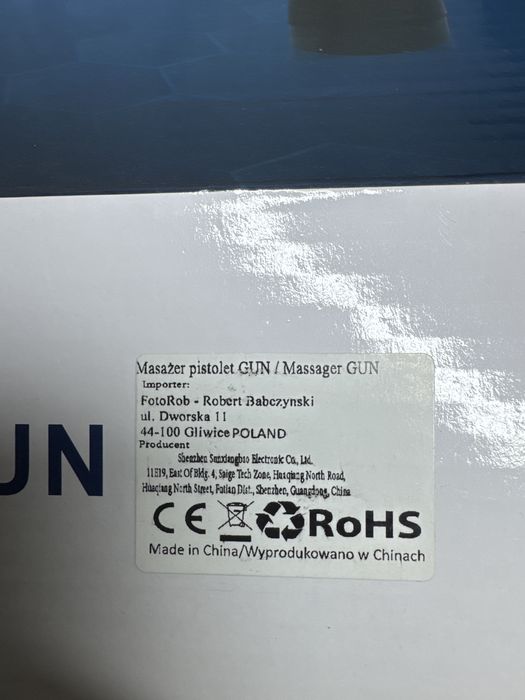 UN
Masażer pistolet GUN / Massager GUN
Importer:
FotoRob - Robert Babczynski
ul. Dworska 11
44-100 Gliwice POLAND
Producent
Shenzhen Sunxiangbao Electronic Co., Ltd.
11E19, East Of Bldg. 4, Saige Tech Zone, Huaqiang North Road,
Huaqiang North Street, Futian Dist., Shenzhen, Guangdong, China
CE RoHS
Made in China/Wyprodukowano w Chinach